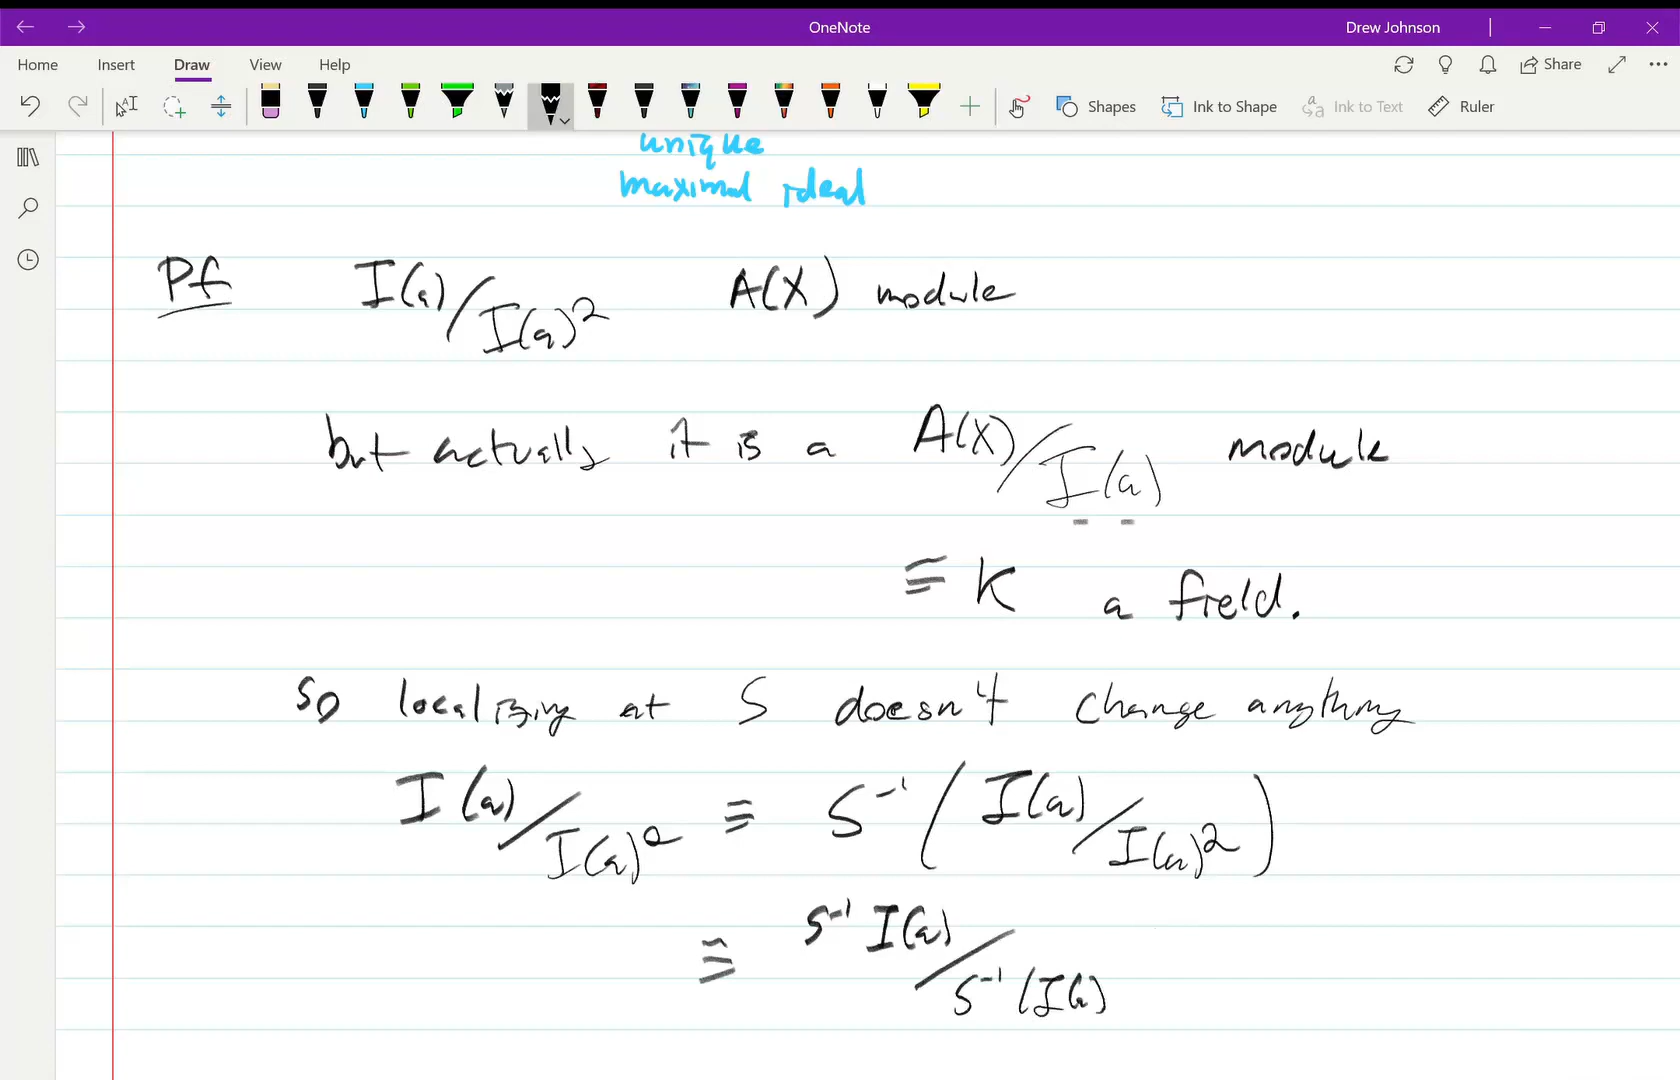 OneNote
Drew Johnson
Home Insert Draw View Help
Share
Shapes Ink to Shape Ink to Text Ruler
unique
maximal ideal
Pf I(a)/I(a)² A(X) module
but actually it is a A(X)/I(a) module
≅ K a field.
so localizing at S doesn't change anything
I(a)/I(a)² ≅ S⁻¹(I(a)/I(a)²)
≅ S⁻¹I(a)/S⁻¹(I(a)